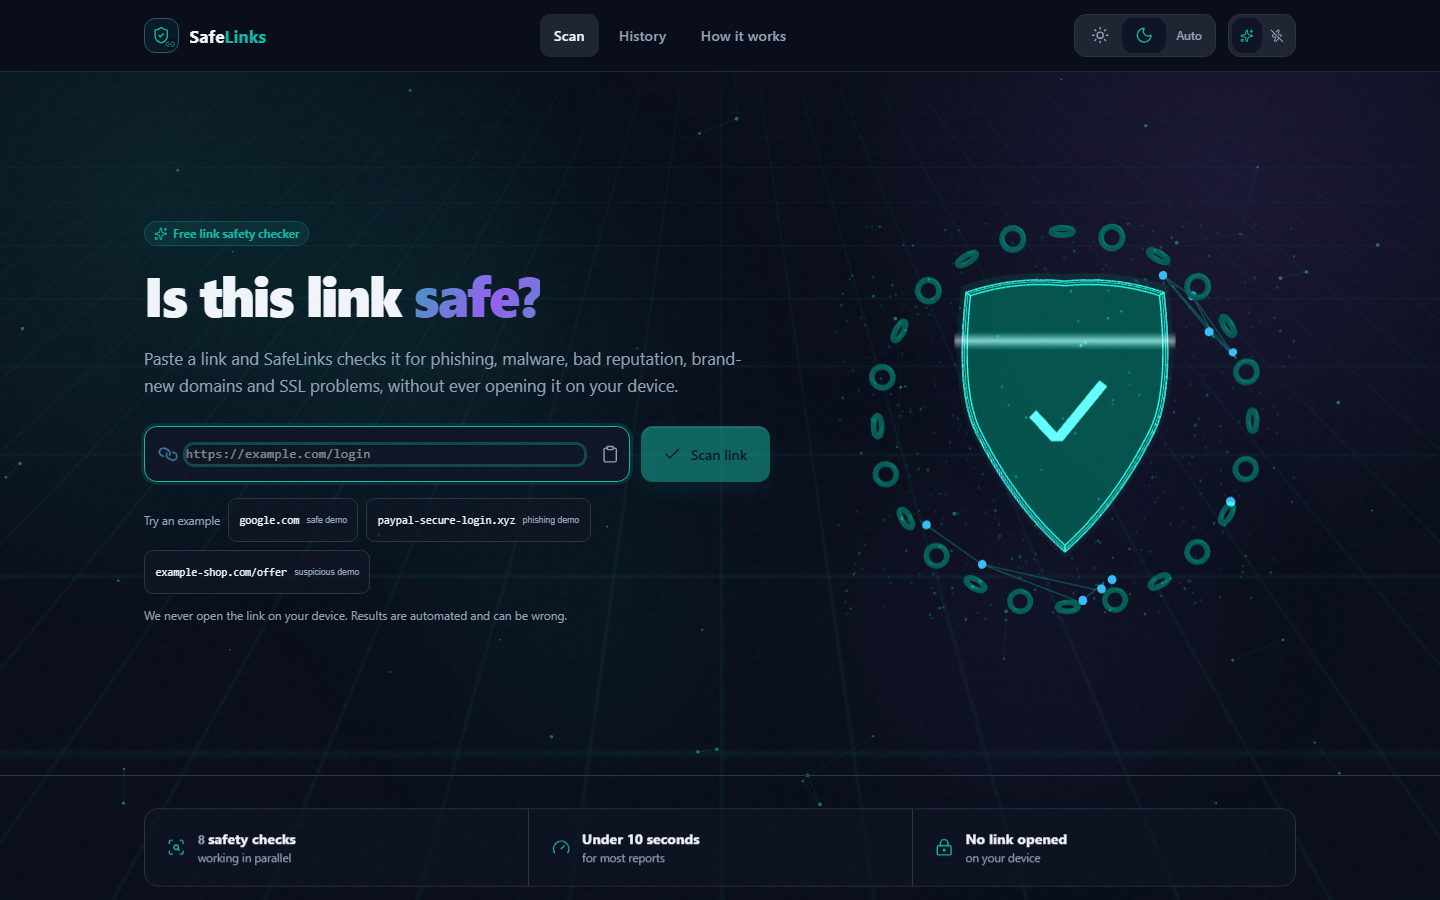 SafeLinks
Scan
History
How it works
Auto
Free link safety checker
Is this link safe?
Paste a link and SafeLinks checks it for phishing, malware, bad reputation, brand-
new domains and SSL problems, without ever opening it on your device.
https://example.com/login
Scan link
Try an example
google.com safe demo
paypal-secure-login.xyz phishing demo
example-shop.com/offer suspicious demo
We never open the link on your device. Results are automated and can be wrong.
8 safety checks
working in parallel
Under 10 seconds
for most reports
No link opened
on your device